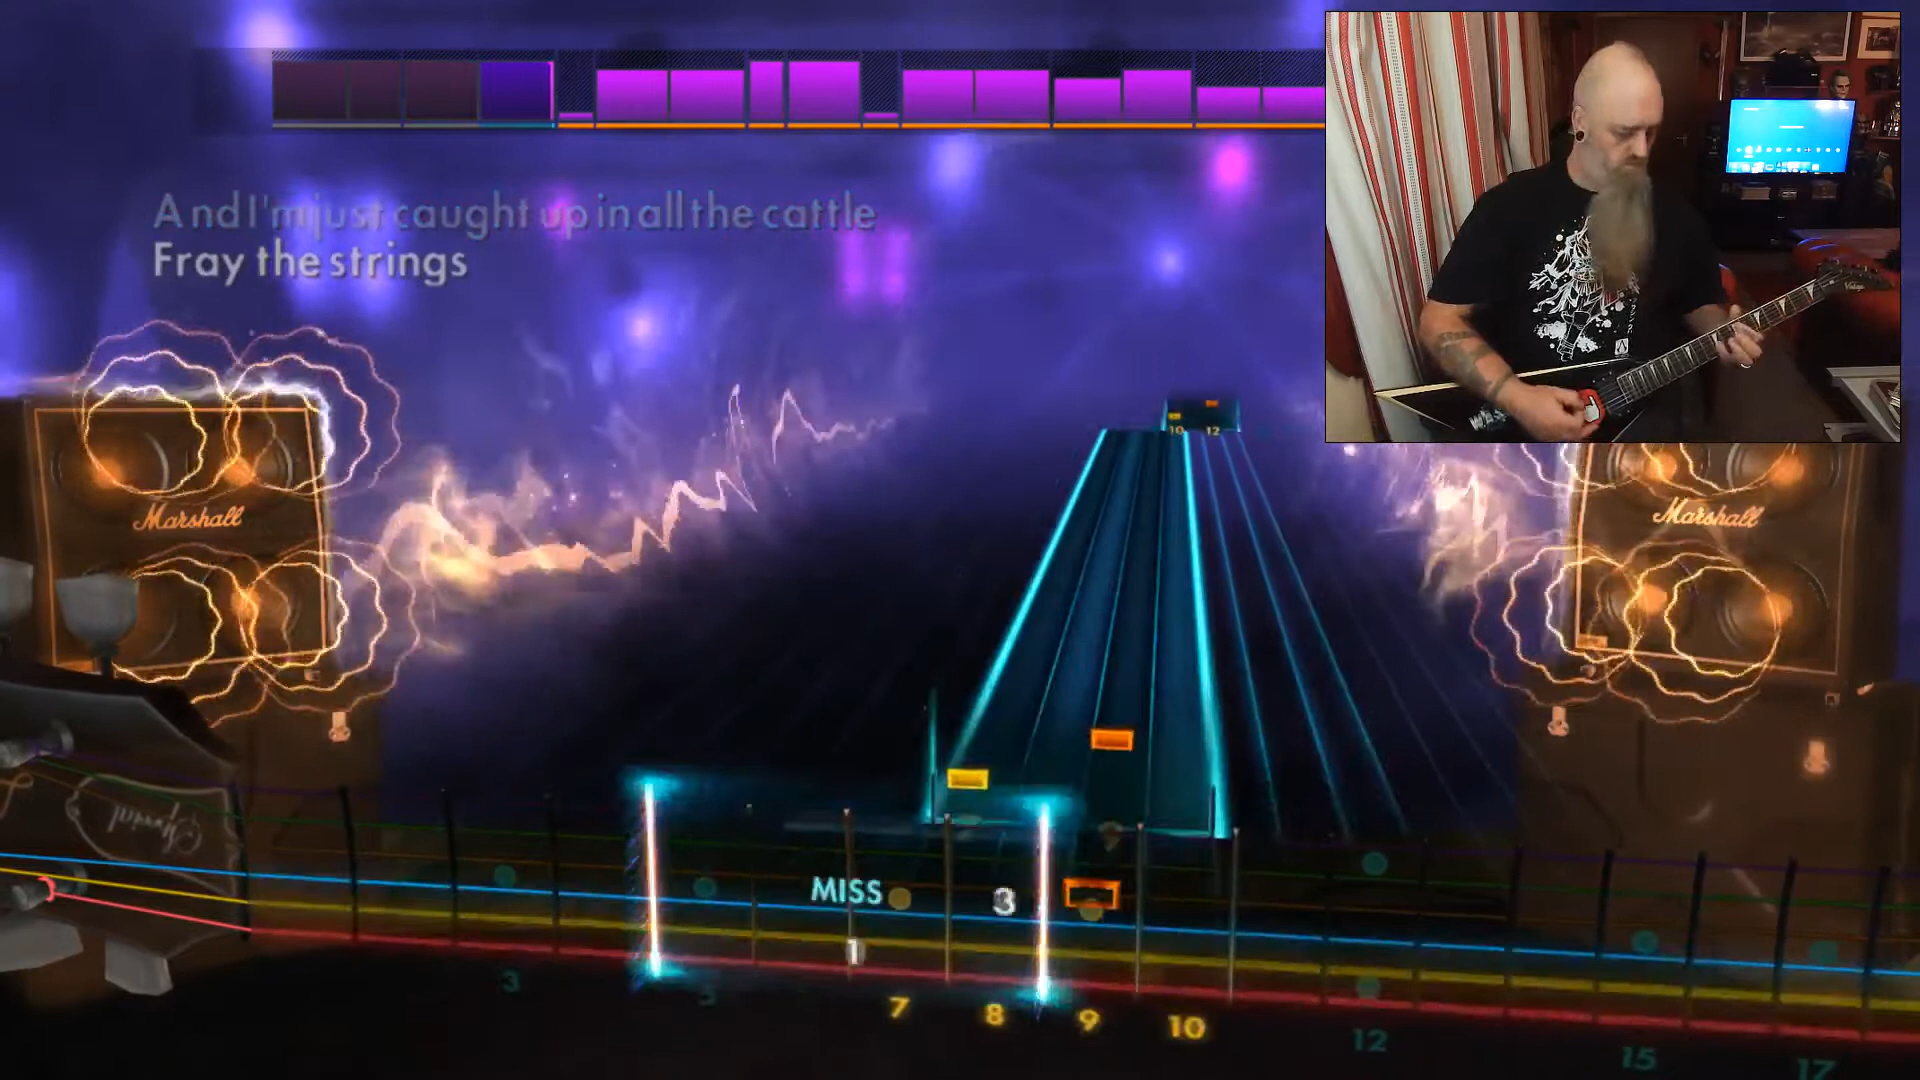 And I'm just caught up in all the cattle
Fray the strings
10 12
Marshall
Marshall
MISS
3
1
3
5
7
8
9
10
12
15
17